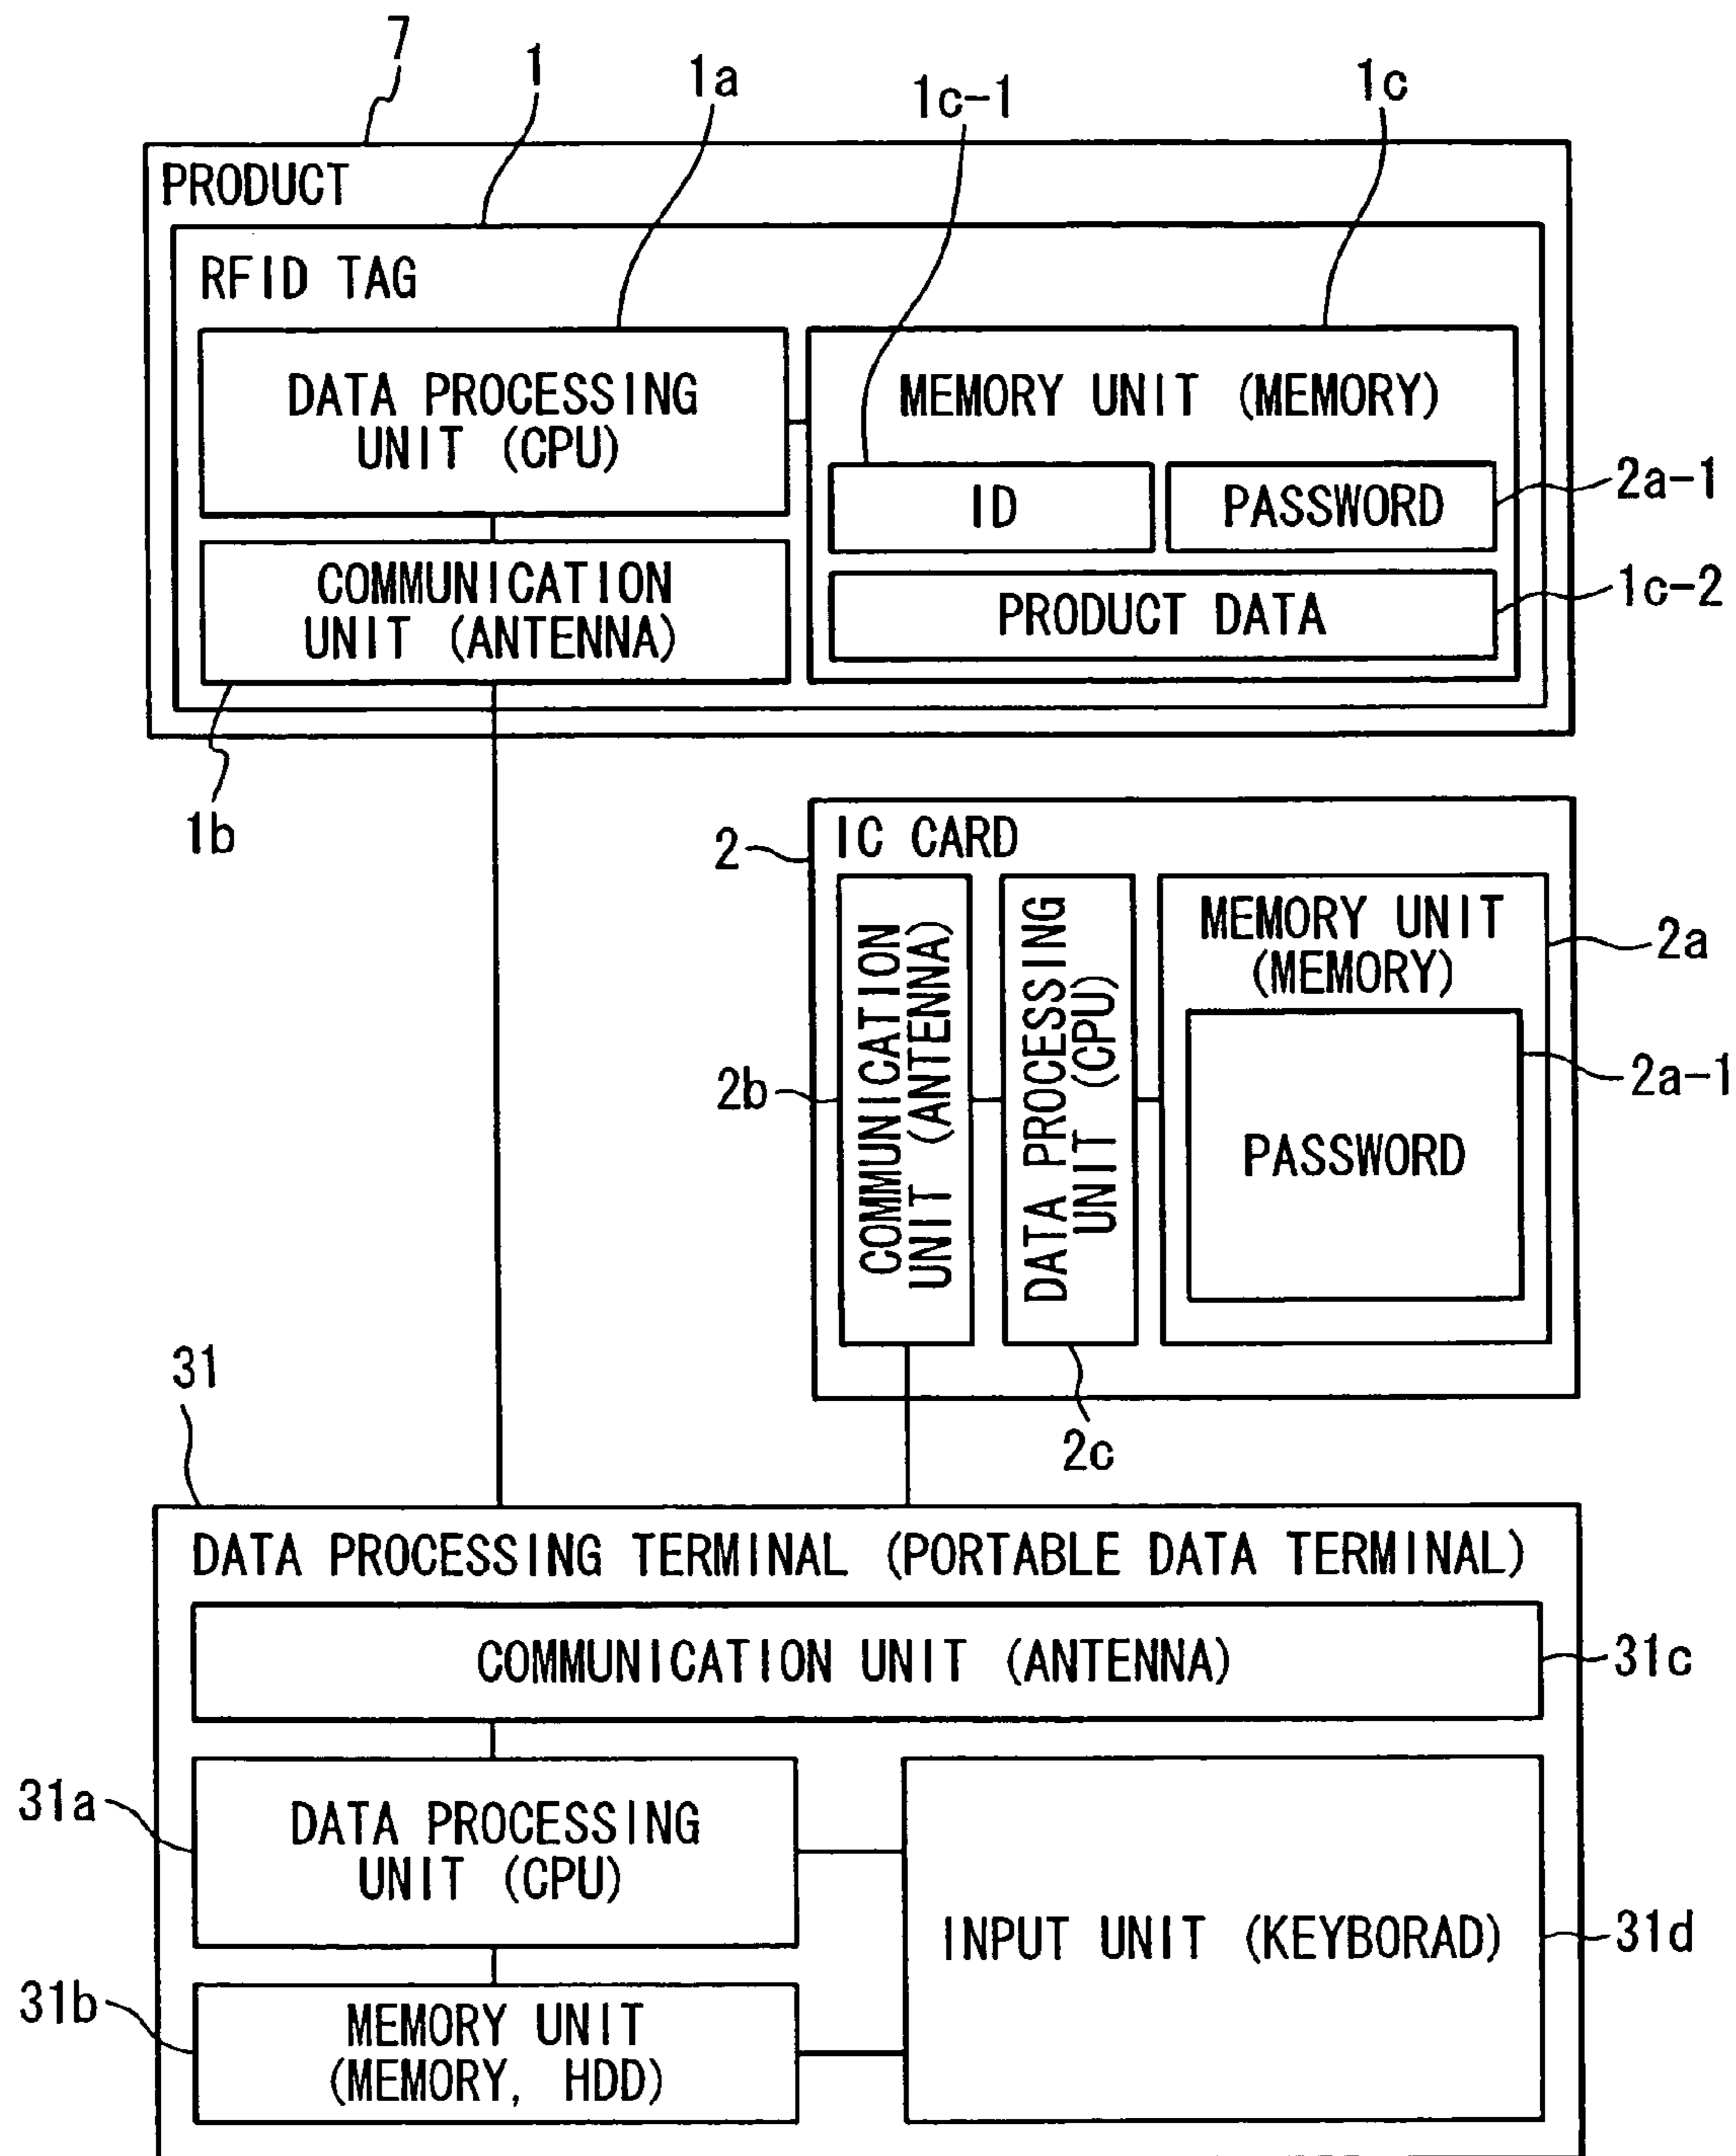 7
1
1a
1c-1
1c
PRODUCT
RFID TAG
DATA PROCESSING
UNIT (CPU)
MEMORY UNIT (MEMORY)
ID
PASSWORD
2a-1
COMMUNICATION
UNIT (ANTENNA)
PRODUCT DATA
1c-2
1b
2
IC CARD
COMMUNICATION
UNIT (ANTENNA)
DATA PROCESSING
UNIT (CPU)
MEMORY UNIT
(MEMORY)
2a
2b
2a-1
PASSWORD
2c
31
DATA PROCESSING TERMINAL (PORTABLE DATA TERMINAL)
COMMUNICATION UNIT (ANTENNA)
31c
31a
DATA PROCESSING
UNIT (CPU)
INPUT UNIT (KEYBORAD)
31d
31b
MEMORY UNIT
(MEMORY, HDD)